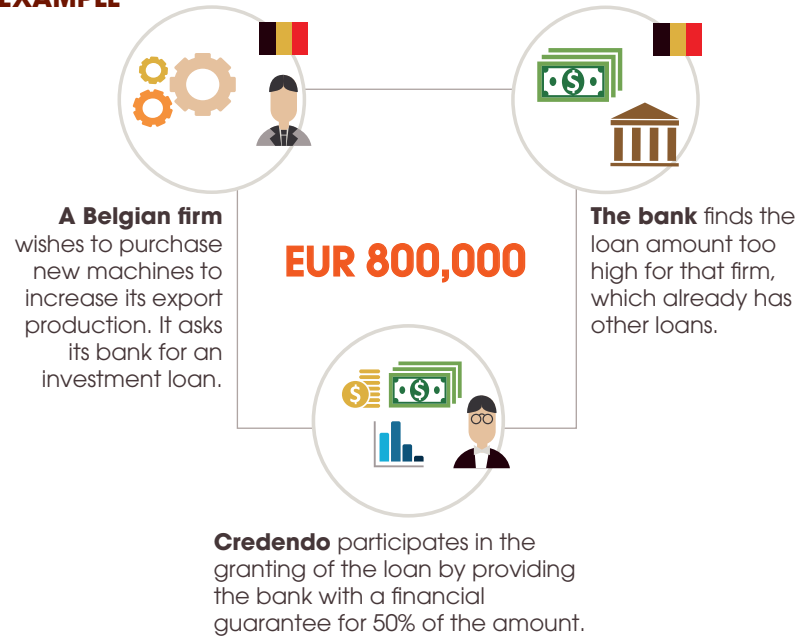 EXAMPLE
A Belgian firm
wishes to purchase
new machines to
increase its export
production. It asks
its bank for an
investment loan.
EUR 800,000
The bank finds the
loan amount too
high for that firm,
which already has
other loans.
Credendo participates in the
granting of the loan by providing
the bank with a financial
guarantee for 50% of the amount.